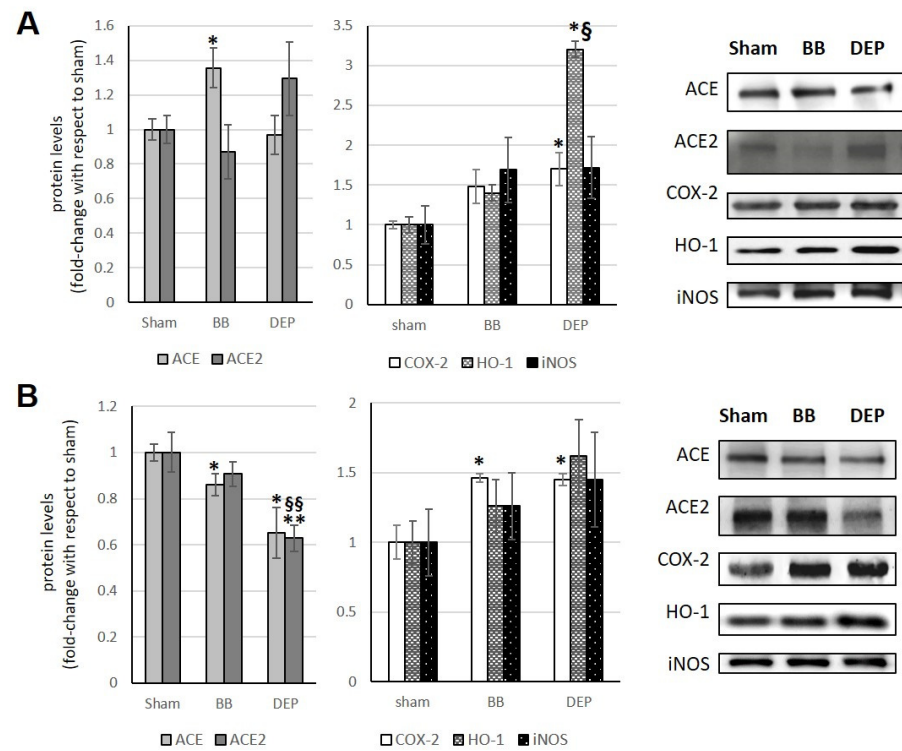 A
protein levels
(fold-change with respect to sham)
1.6
1.4
1.2
1
0.8
0.6
0.4
0.2
0
*
Sham BB DEP
ACE ACE2
3.5
3
2.5
2
1.5
1
0.5
0
*
*§
sham BB DEP
COX-2 HO-1 iNOS
Sham BB DEP
ACE
ACE2
COX-2
HO-1
iNOS
B
protein levels
(fold-change with respect to sham)
1.2
1
0.8
0.6
0.4
0.2
0
*
* §§
**
Sham BB DEP
ACE ACE2
2
1.5
1
0.5
0
* *
sham BB DEP
COX-2 HO-1 iNOS
Sham BB DEP
ACE
ACE2
COX-2
HO-1
iNOS